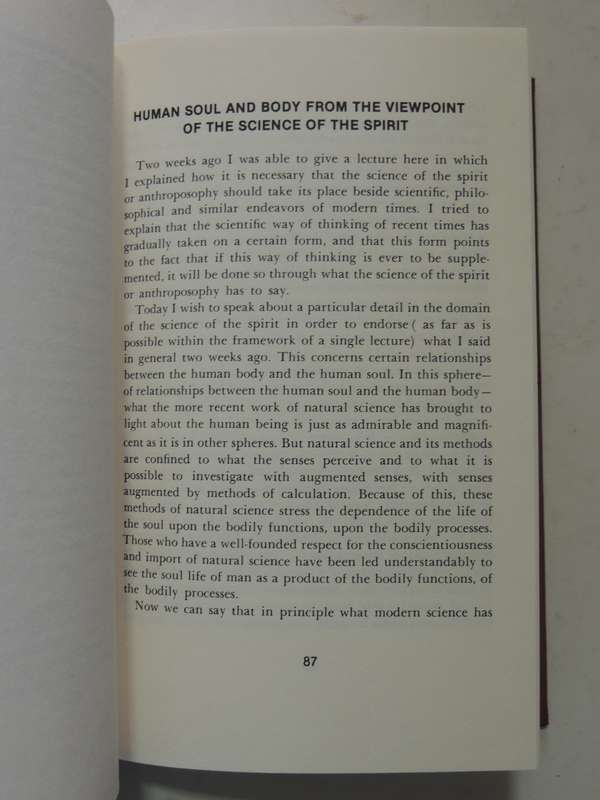 HUMAN SOUL AND BODY FROM THE VIEWPOINT
OF THE SCIENCE OF THE SPIRIT
Two weeks ago I was able to give a lecture here in which
I explained how it is necessary that the science of the spirit
or anthroposophy should take its place beside scientific, philo-
sophical and similar endeavors of modern times. I tried to
explain that the scientific way of thinking of recent times has
gradually taken on a certain form, and that this form points
to the fact that if this way of thinking is ever to be supple-
mented, it will be done so through what the science of the spirit
or anthroposophy has to say.
Today I wish to speak about a particular detail in the domain
of the science of the spirit in order to endorse ( as far as is
possible within the framework of a single lecture) what I said
in general two weeks ago. This concerns certain relationships
between the human body and the human soul. In this sphere—
of relationships between the human soul and the human body—
what the more recent work of natural science has brought to
light about the human being is just as admirable and magnifi-
cent as it is in other spheres. But natural science and its methods
are confined to what the senses perceive and to what it is
possible to investigate with augmented senses, with senses
augmented by methods of calculation. Because of this, these
methods of natural science stress the dependence of the life of
the soul upon the bodily functions, upon the bodily processes.
Those who have a well-founded respect for the conscientiousness
and import of natural science have been led understandably to
see the soul life of man as a product of the bodily functions, of
the bodily processes.
Now we can say that in principle what modern science has
87